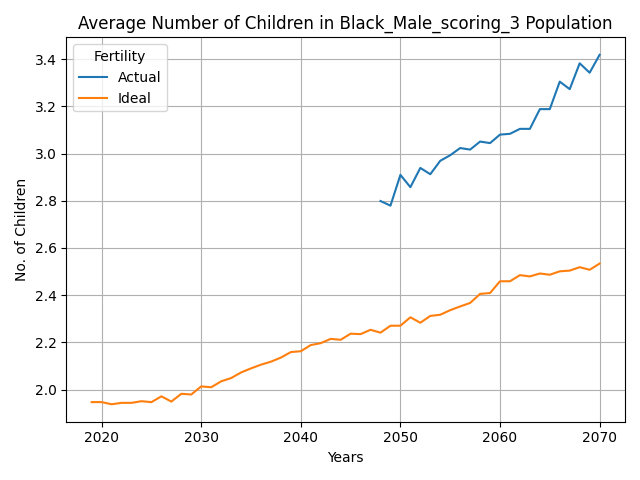 Average Number of Children in Black_Male_scoring_3 Population
Fertility
Actual
Ideal
No. of Children
3.4
3.2
3.0
2.8
2.6
2.4
2.2
2.0
2020 2030 2040 2050 2060 2070
Years